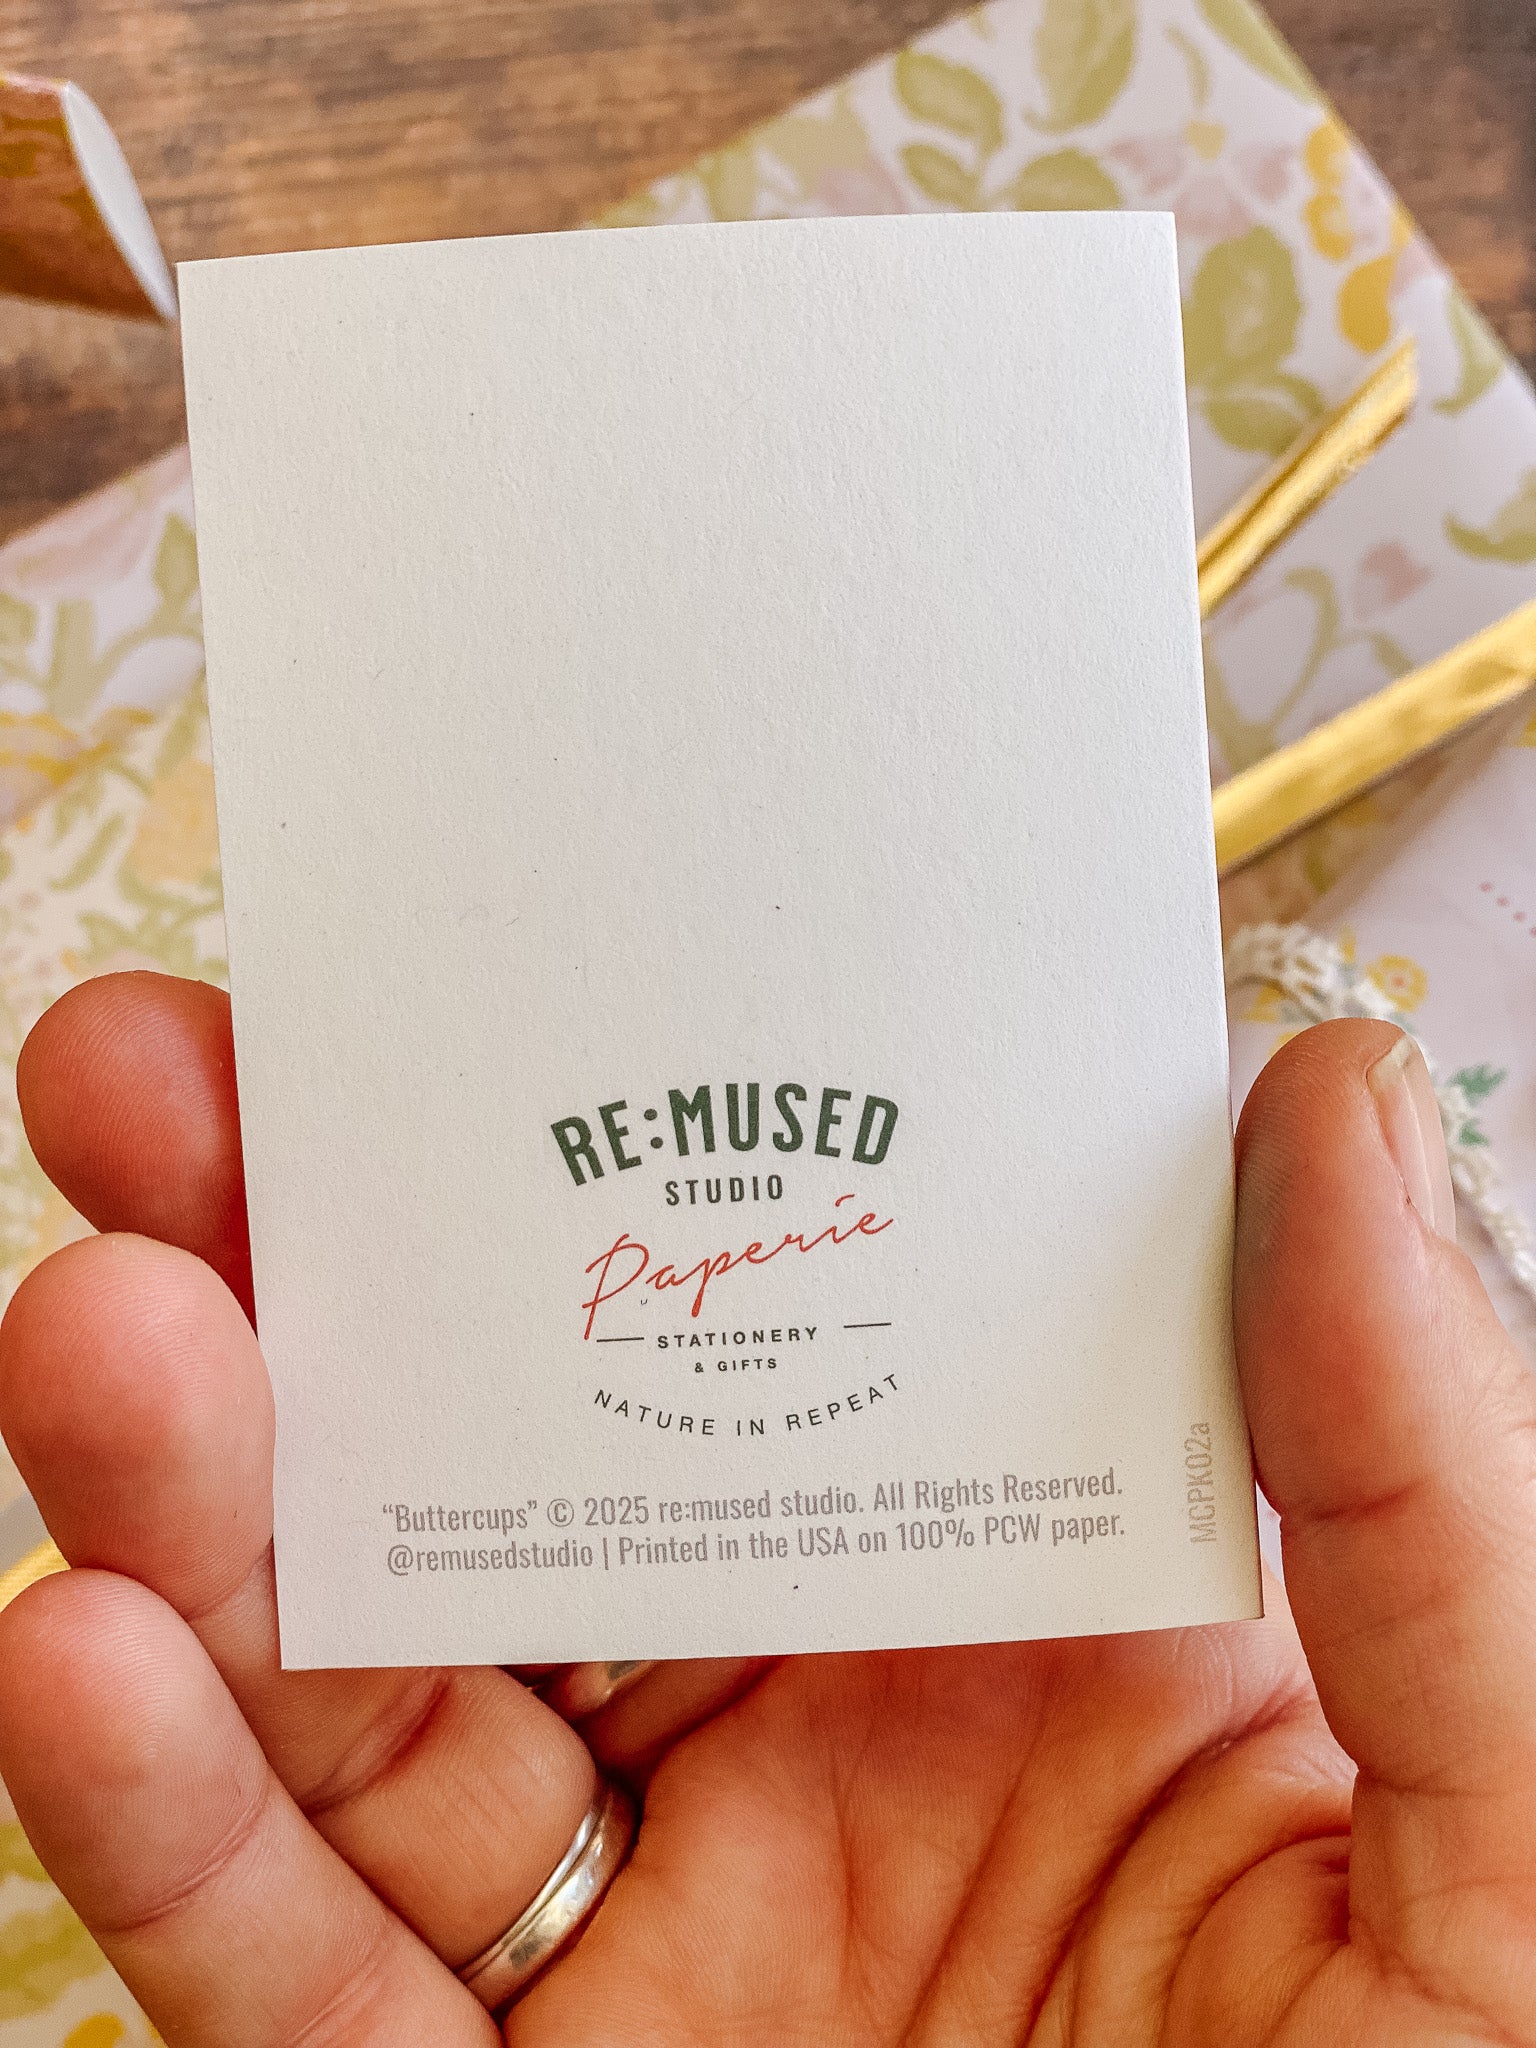 RE:MUSED
STUDIO
Paperie
STATIONERY
& GIFTS
NATURE IN REPEAT
“Buttercups” © 2025 re:mused studio. All Rights Reserved.
@remusedstudio | Printed in the USA on 100% PCW paper.
MCPK02a